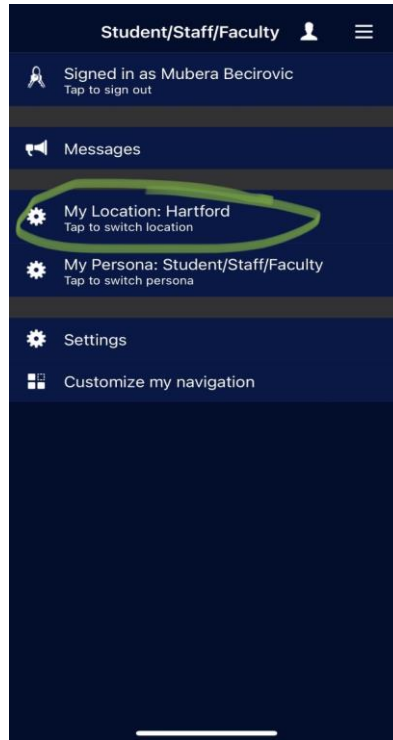 Student/Staff/Faculty
Signed in as Mubera Becirovic
Tap to sign out
Messages
My Location: Hartford
Tap to switch location
My Persona: Student/Staff/Faculty
Tap to switch persona
Settings
Customize my navigation